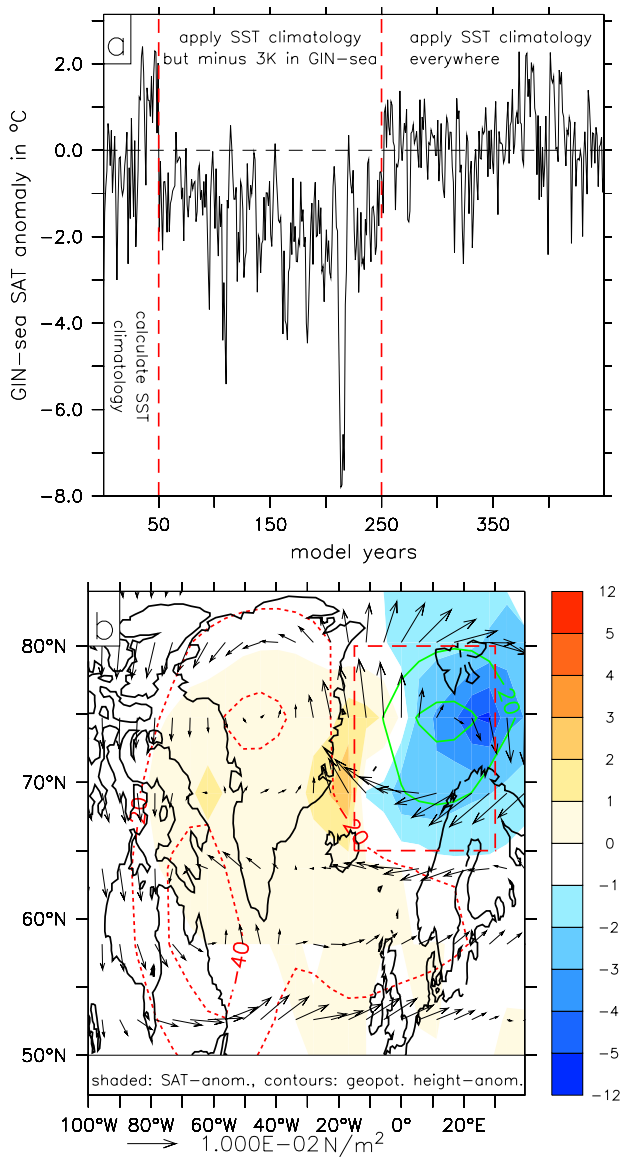 a
apply SST climatology
but minus 3K in GIN-sea
apply SST climatology
everywhere
GIN-sea SAT anomaly in °C
2.0
0.0
-2.0
-4.0
-6.0
-8.0
calculate SST
climatology
50
150
250
350
model years
b
80°N
70°N
60°N
50°N
-20
-20
-40
20
shaded: SAT-anom., contours: geopot. height-anom.
100°W
80°W
60°W
40°W
20°W
0°
20°E
1.000E-02 N/m²
12
5
4
3
2
1
0
-1
-2
-3
-4
-5
-12